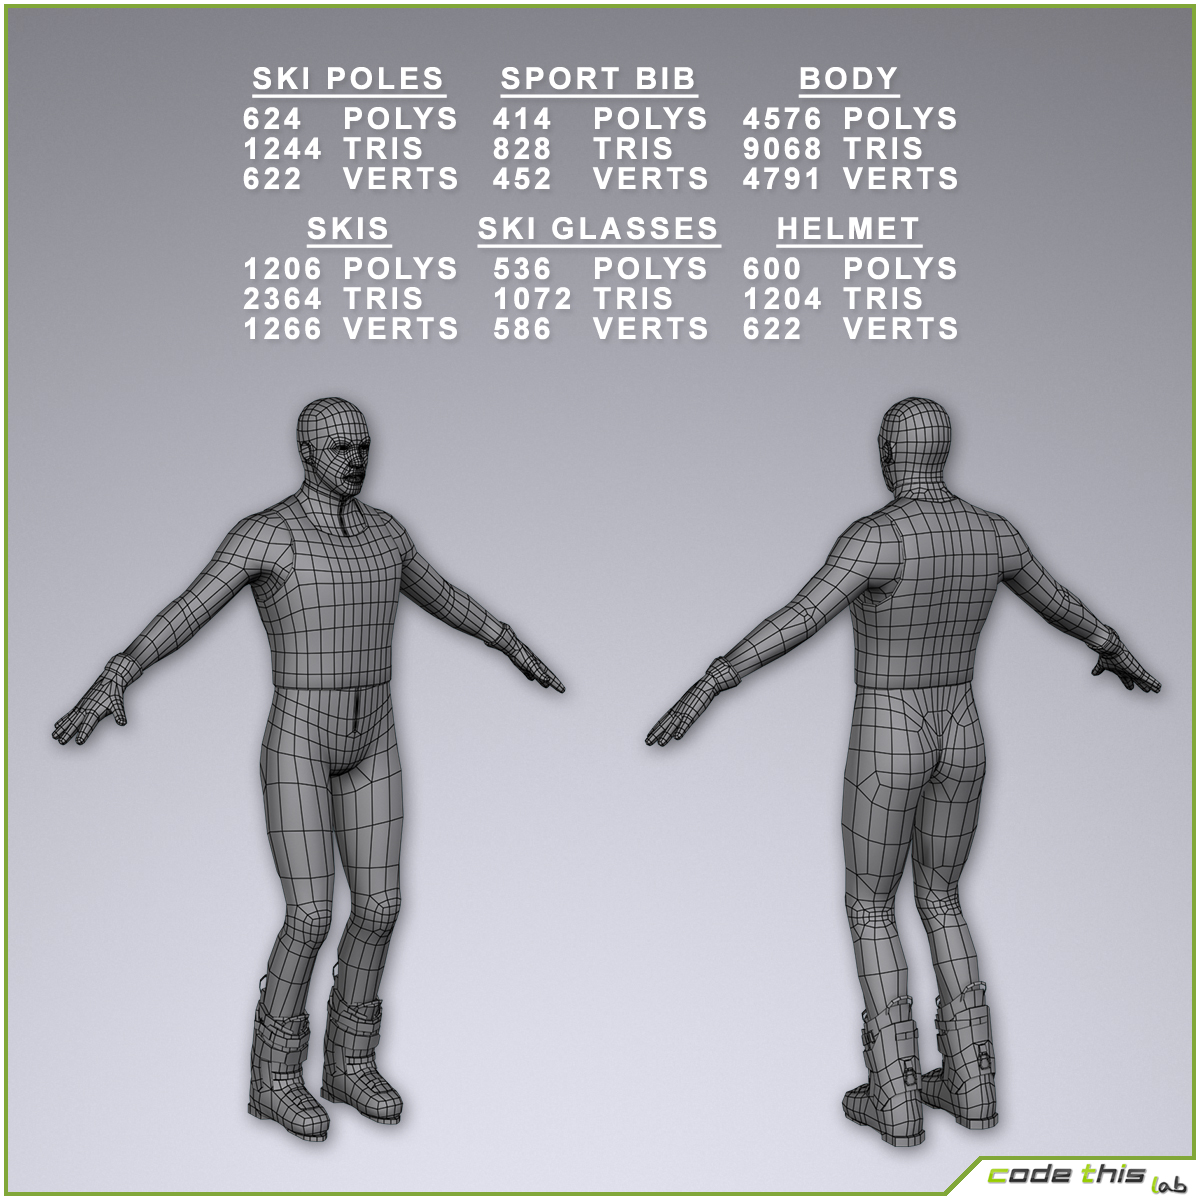 SKI POLES SPORT BIB BODY
624 POLYS 414 POLYS 4576 POLYS
1244 TRIS 828 TRIS 9068 TRIS
622 VERTS 452 VERTS 4791 VERTS
SKIS SKI GLASSES HELMET
1206 POLYS 536 POLYS 600 POLYS
2364 TRIS 1072 TRIS 1204 TRIS
1266 VERTS 586 VERTS 622 VERTS
code this lab